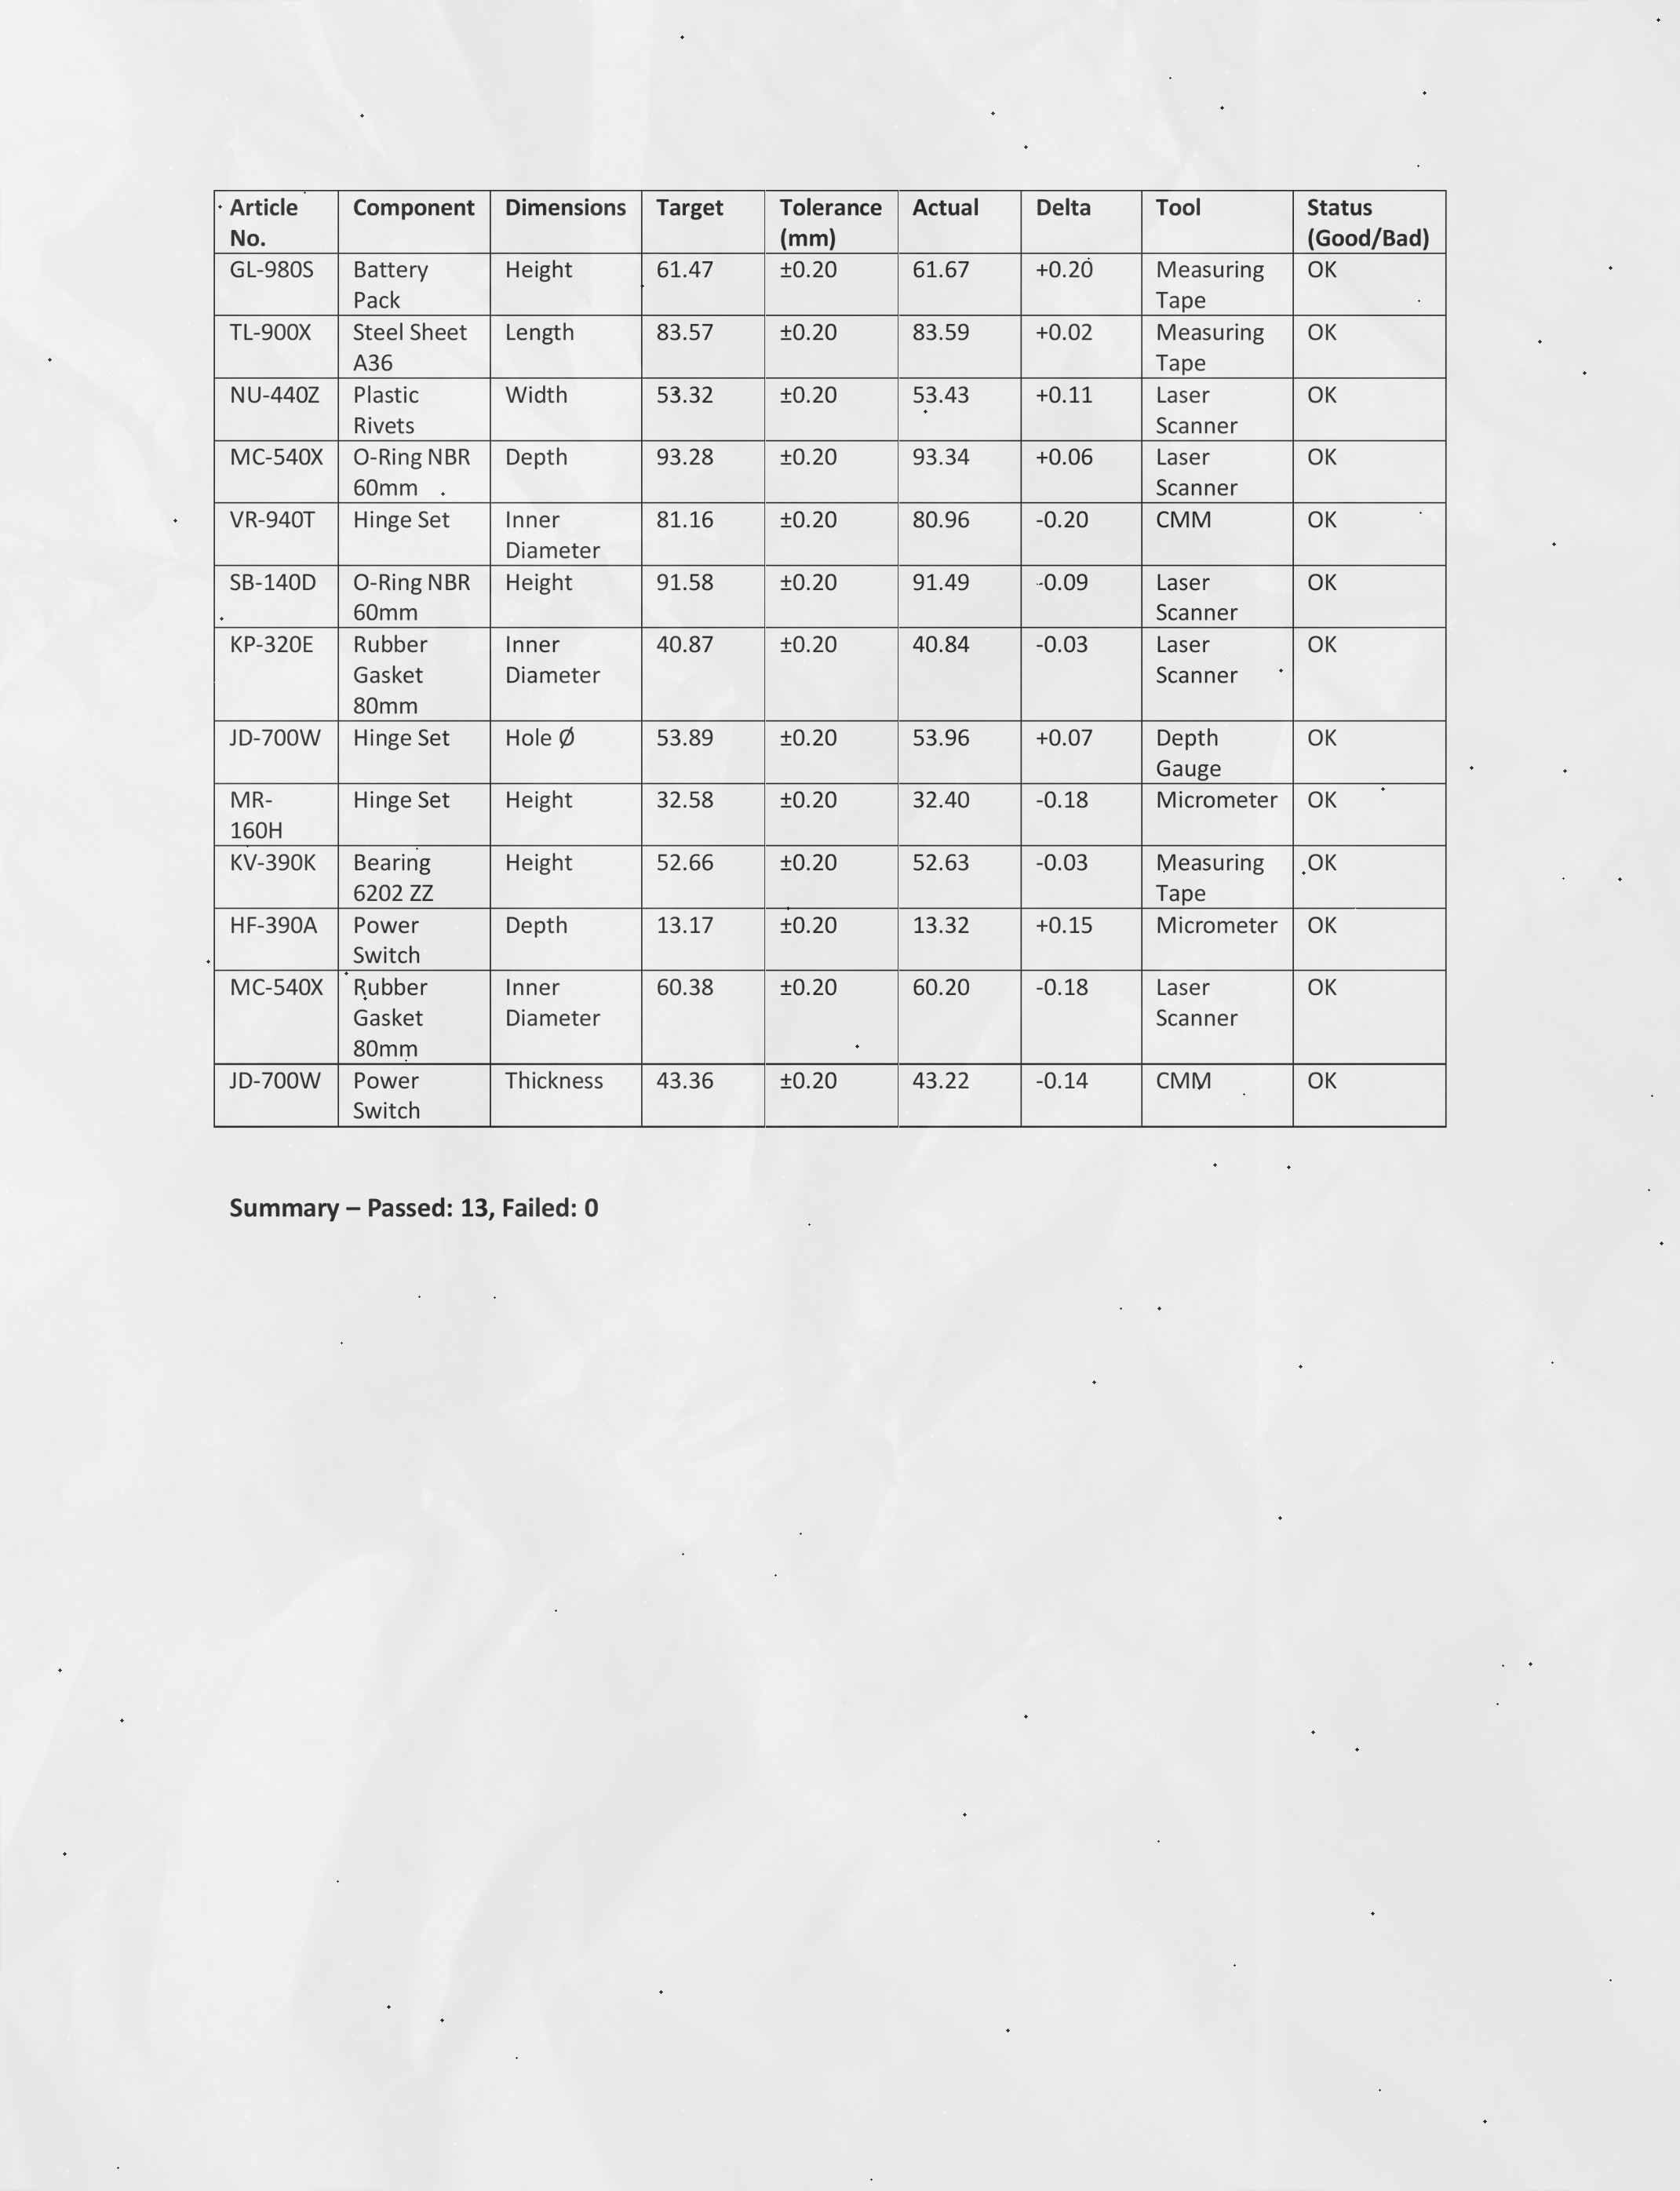 Article No. Component Dimensions Target Tolerance (mm) Actual Delta Tool Status (Good/Bad)
GL-980S Battery Pack Height 61.47 ±0.20 61.67 +0.20 Measuring Tape OK
TL-900X Steel Sheet A36 Length 83.57 ±0.20 83.59 +0.02 Measuring Tape OK
NU-440Z Plastic Rivets Width 53.32 ±0.20 53.43 +0.11 Laser Scanner OK
MC-540X O-Ring NBR 60mm Depth 93.28 ±0.20 93.34 +0.06 Laser Scanner OK
VR-940T Hinge Set Inner Diameter 81.16 ±0.20 80.96 -0.20 CMM OK
SB-140D O-Ring NBR 60mm Height 91.58 ±0.20 91.49 -0.09 Laser Scanner OK
KP-320E Rubber Gasket 80mm Inner Diameter 40.87 ±0.20 40.84 -0.03 Laser Scanner OK
JD-700W Hinge Set Hole Ø 53.89 ±0.20 53.96 +0.07 Depth Gauge OK
MR-160H Hinge Set Height 32.58 ±0.20 32.40 -0.18 Micrometer OK
KV-390K Bearing 6202 ZZ Height 52.66 ±0.20 52.63 -0.03 Measuring Tape OK
HF-390A Power Switch Depth 13.17 ±0.20 13.32 +0.15 Micrometer OK
MC-540X Rubber Gasket 80mm Inner Diameter 60.38 ±0.20 60.20 -0.18 Laser Scanner OK
JD-700W Power Switch Thickness 43.36 ±0.20 43.22 -0.14 CMM OK
Summary – Passed: 13, Failed: 0